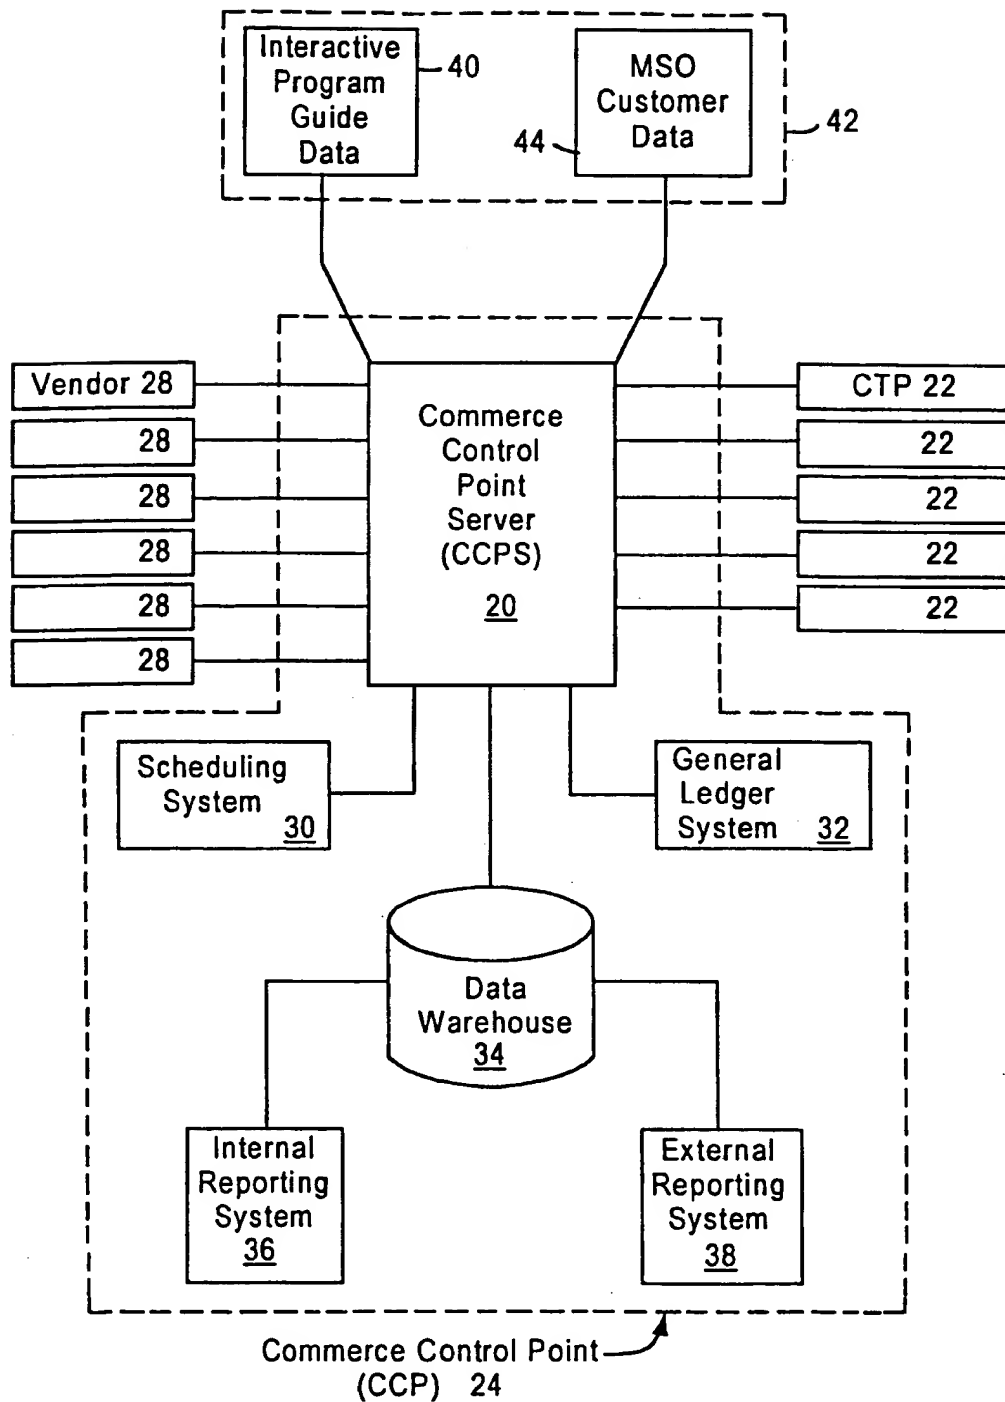 Interactive
Program
Guide
Data
40
MSO
Customer
Data
44
42
Vendor 28
28
28
28
28
28
Commerce
Control
Point
Server
(CCPS)
20
CTP 22
22
22
22
22
Scheduling
System
30
General
Ledger
System 32
Data
Warehouse
34
Internal
Reporting
System
36
External
Reporting
System
38
Commerce Control Point
(CCP) 24